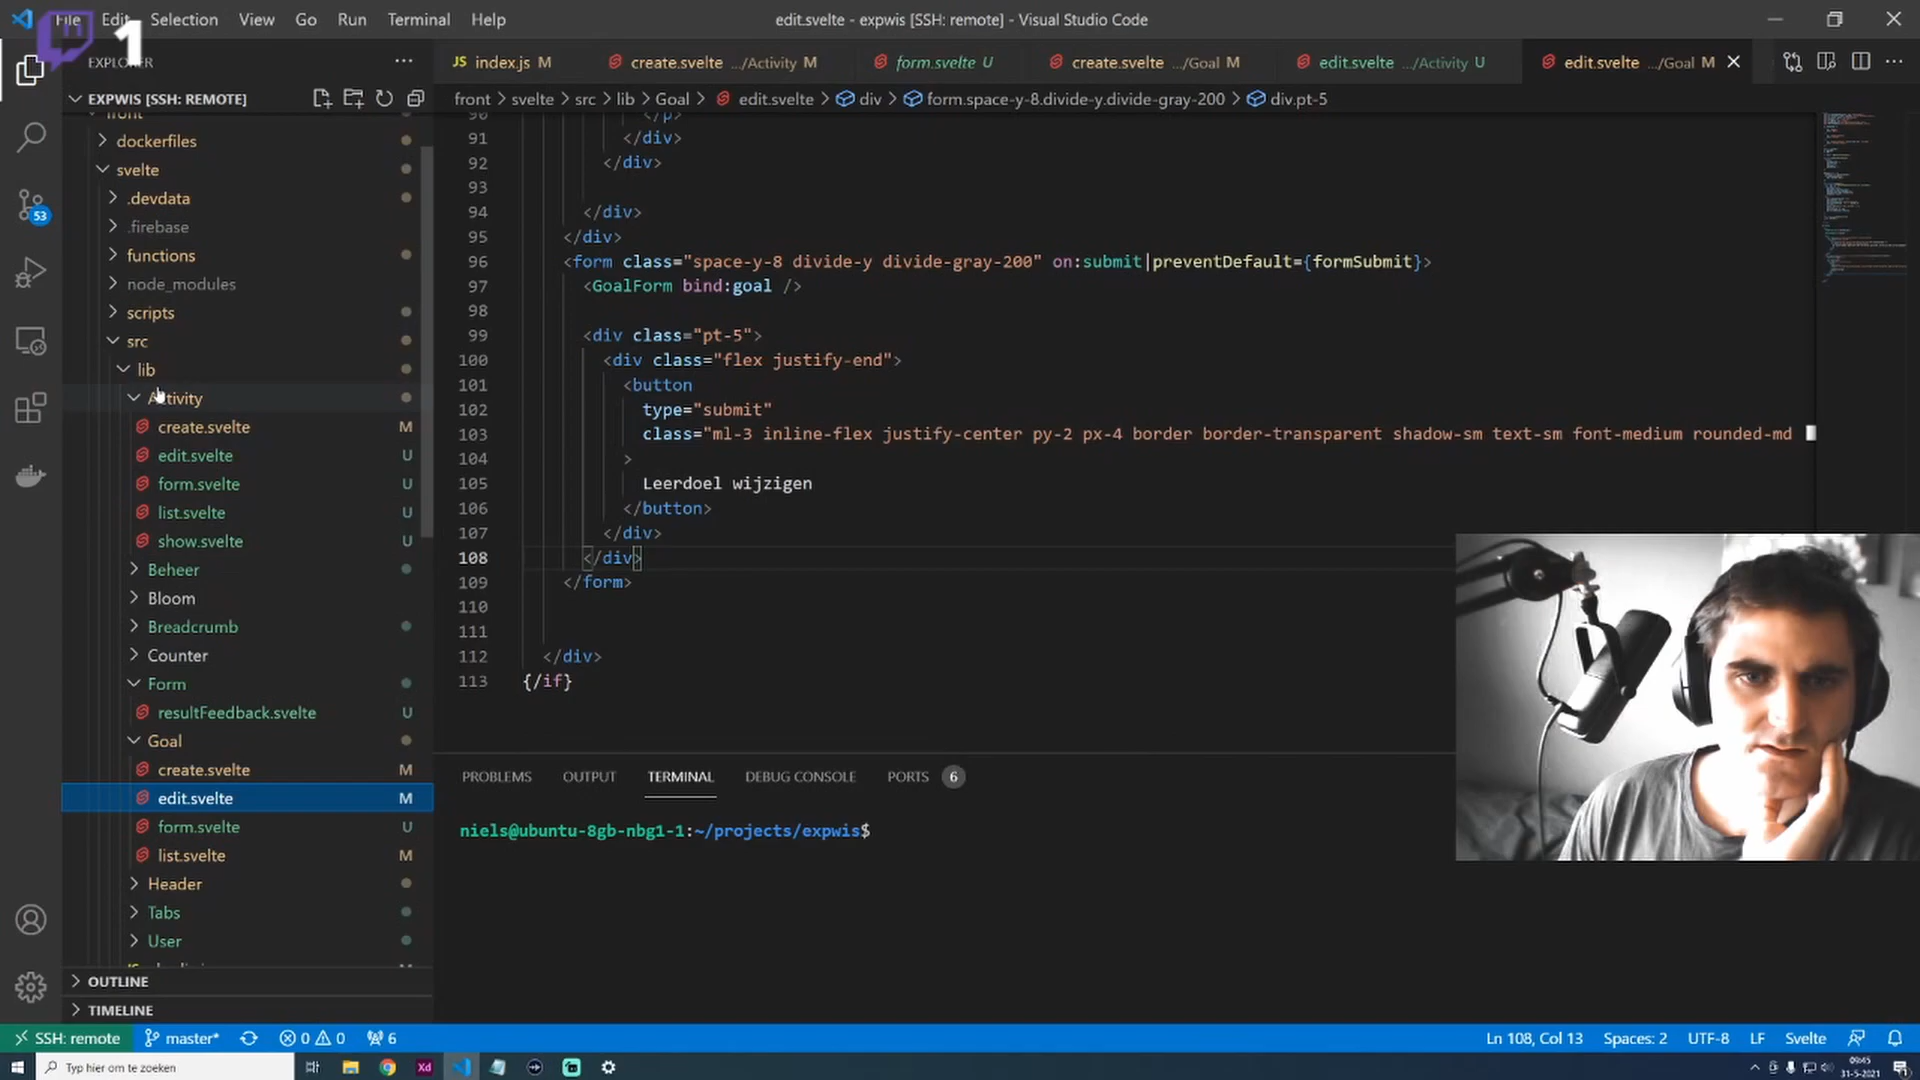 File Edit Selection View Go Run Terminal Help
edit.svelte - expwis [SSH: remote] - Visual Studio Code
1
EXPLORER
index.js M
create.svelte .../Activity M
form.svelte U
create.svelte .../Goal M
edit.svelte .../Activity U
edit.svelte .../Goal M
EXPWIS [SSH: REMOTE]
front > svelte > src > lib > Goal > edit.svelte > div > form.space-y-8.divide-y.divide-gray-200 > div.pt-5
front
dockerfiles
svelte
.devdata
.firebase
functions
node_modules
scripts
src
lib
Activity
create.svelte M
edit.svelte U
form.svelte U
list.svelte U
show.svelte U
Beheer
Bloom
Breadcrumb
Counter
Form
resultFeedback.svelte U
Goal
create.svelte M
edit.svelte M
form.svelte U
list.svelte M
Header
Tabs
User
OUTLINE
TIMELINE
53
90 </p>
91 </div>
92 </div>
93
94 </div>
95 </div>
96 <form class="space-y-8 divide-y divide-gray-200" on:submit|preventDefault={formSubmit}>
97 <GoalForm bind:goal />
98
99 <div class="pt-5">
100 <div class="flex justify-end">
101 <button
102 type="submit"
103 class="ml-3 inline-flex justify-center py-2 px-4 border border-transparent shadow-sm text-sm font-medium rounded-md
104 >
105 Leerdoel wijzigen
106 </button>
107 </div>
108 </div>
109 </form>
110
111
112 </div>
113 {/if}
PROBLEMS OUTPUT TERMINAL DEBUG CONSOLE PORTS 6
niels@ubuntu-8gb-nbg1-1:~/projects/expwis$
SSH: remote master* 0 0 6
Ln 108, Col 13 Spaces: 2 UTF-8 LF Svelte
Typ hier om te zoeken
Xd
09:45
31-5-2021